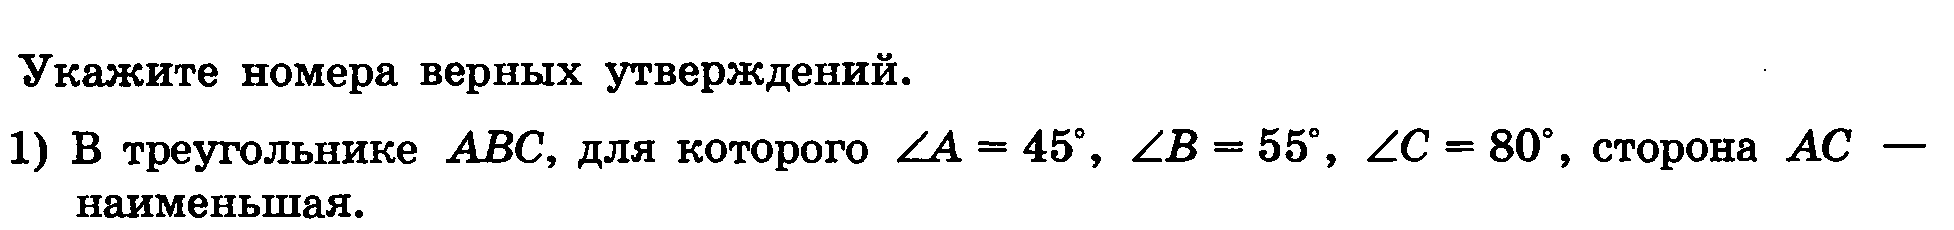 Укажите номера верных утверждений.
1) В треугольнике ABC, для которого ∠A = 45°, ∠B = 55°, ∠C = 80°, сторона AC —
наименьшая.